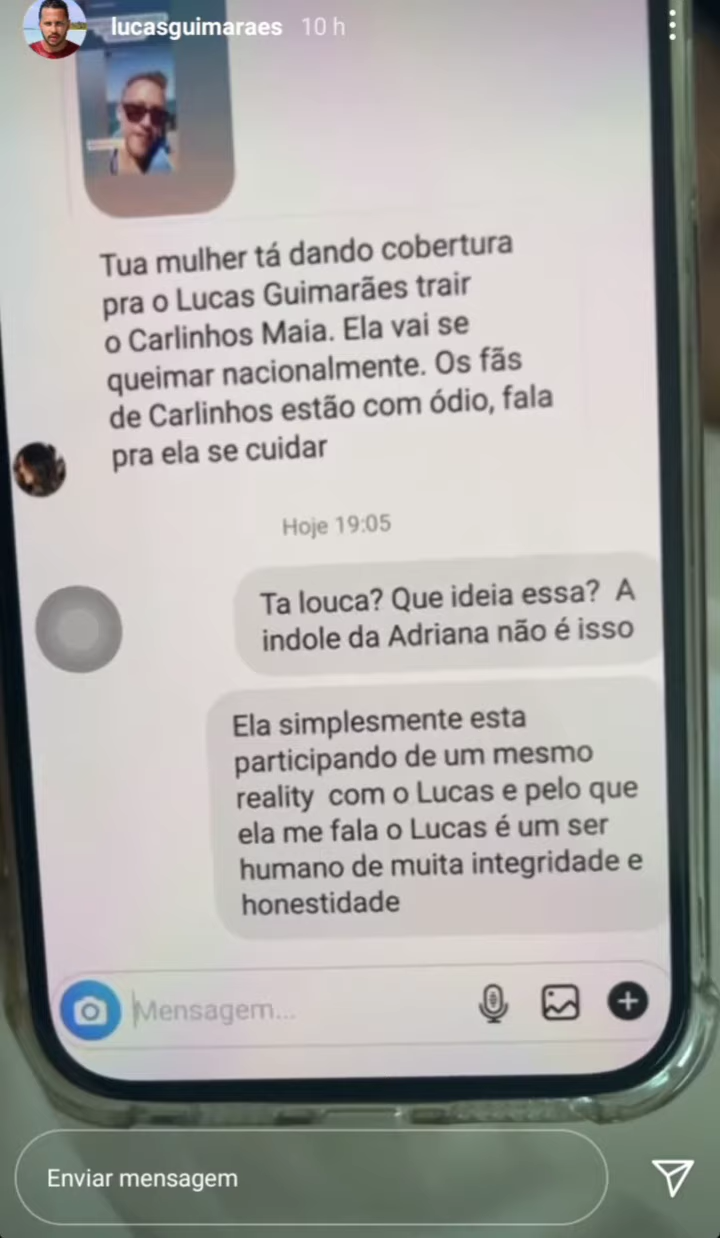 lucasguimaraes 10 h
Tua mulher tá dando cobertura
pra o Lucas Guimarães trair
o Carlinhos Maia. Ela vai se
queimar nacionalmente. Os fãs
de Carlinhos estão com ódio, fala
pra ela se cuidar
Hoje 19:05
Ta louca? Que ideia essa? A
indole da Adriana não é isso
Ela simplesmente esta
participando de um mesmo
reality com o Lucas e pelo que
ela me fala o Lucas é um ser
humano de muita integridade e
honestidade
Mensagem...
Enviar mensagem